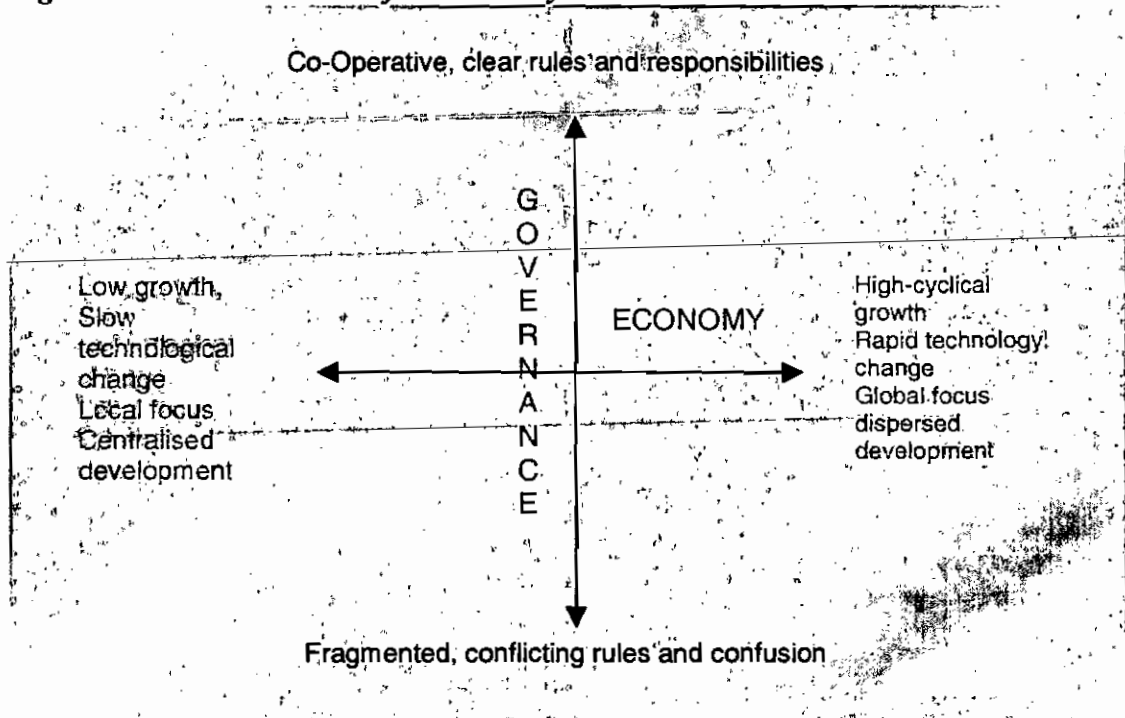 Co-Operative, clear rules and responsibilities
GOVERNANCE
Low growth,
Slow
technological
change
Local focus
Centralised
development
ECONOMY
High-cyclical
growth
Rapid technology
change
Global focus
dispersed
development
Fragmented, conflicting rules and confusion